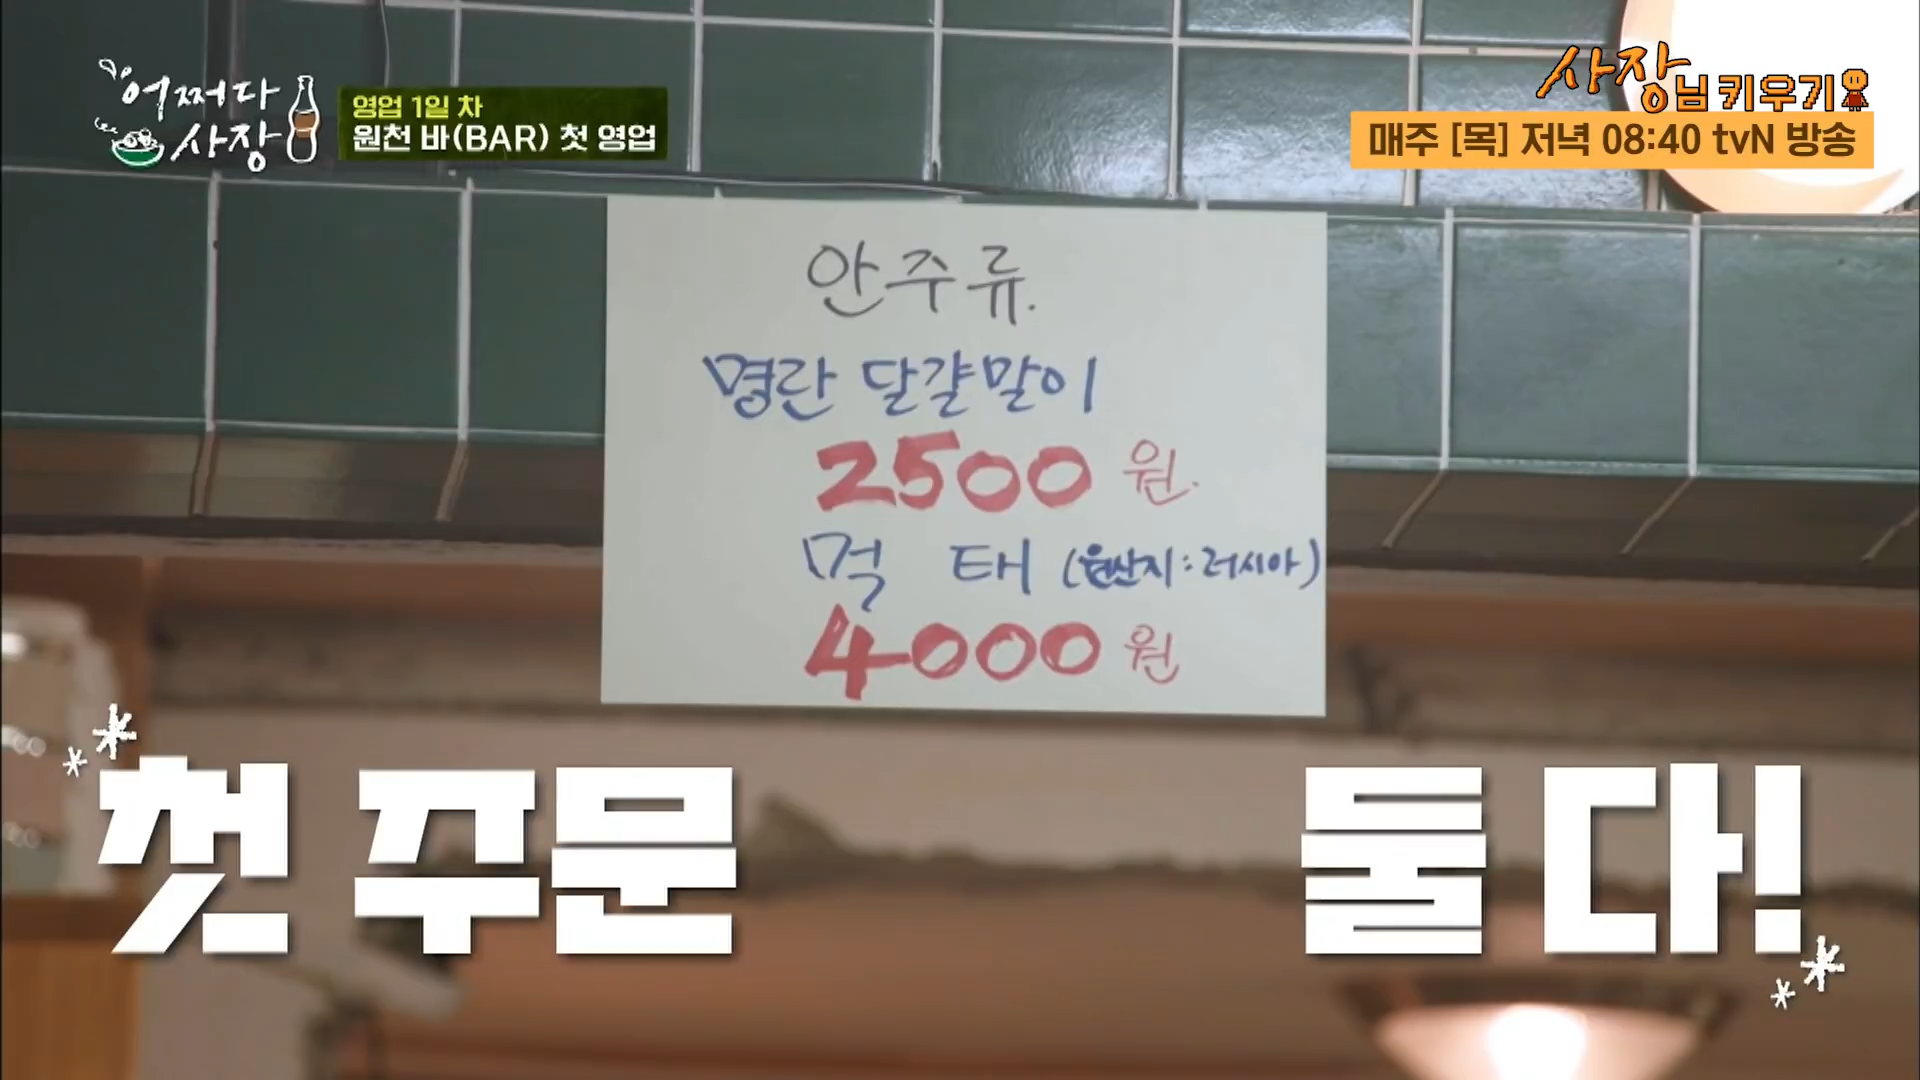 어쩌다
사장
영업 1일 차
원천 바(BAR) 첫 영업
사장님 키우기
매주 [목] 저녁 08:40 tvN 방송
안주류.
명란 달걀말이
2500 원.
먹 태 (원산지:러시아)
4000 원
첫 주문 둘 다!